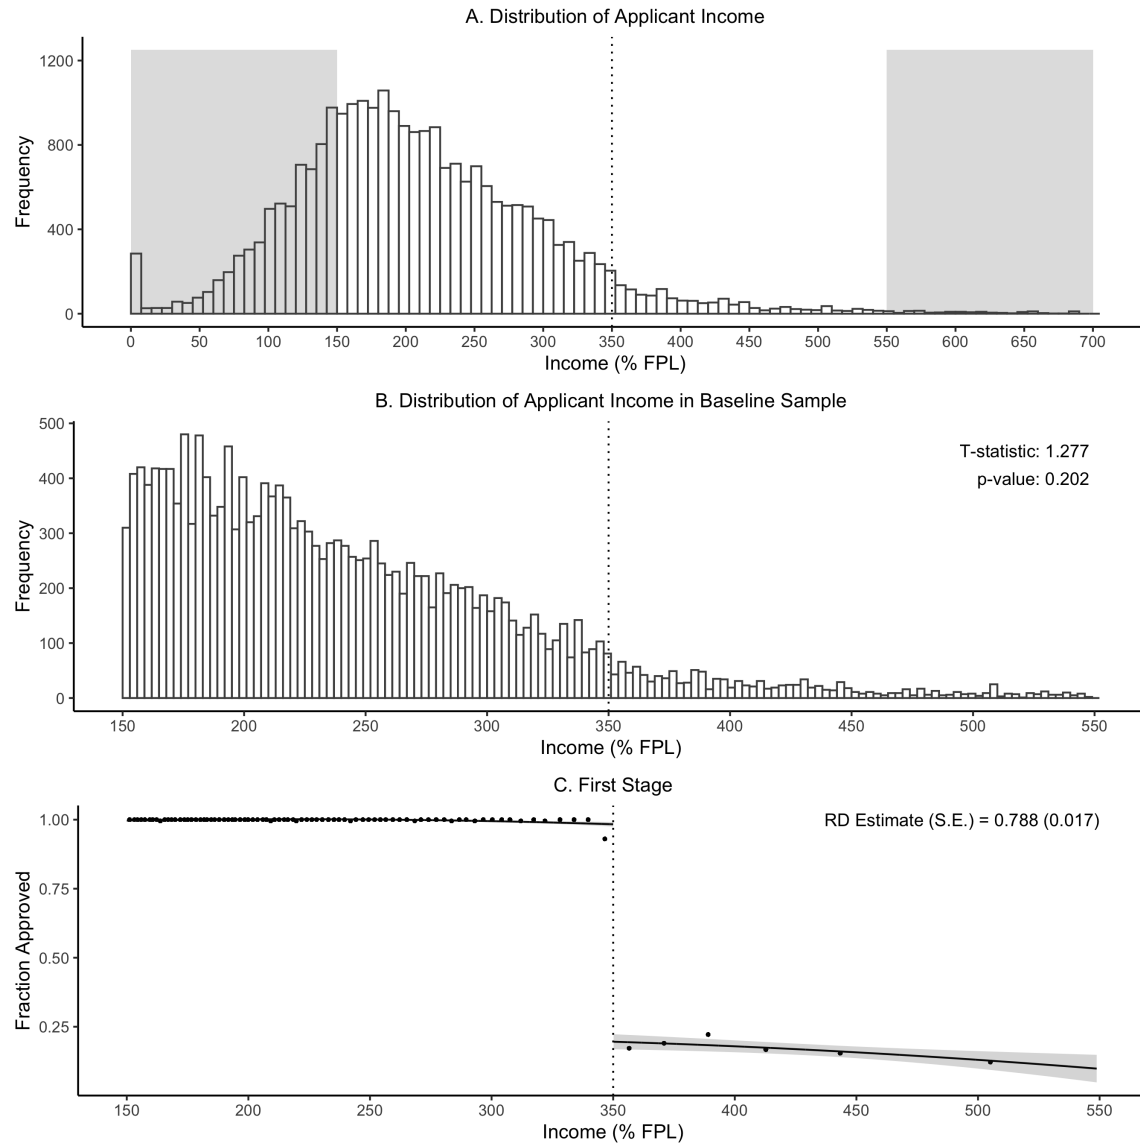 A. Distribution of Applicant Income
1200
800
400
0
Frequency
0 50 100 150 200 250 300 350 400 450 500 550 600 650 700
Income (% FPL)
B. Distribution of Applicant Income in Baseline Sample
500
400
300
200
100
0
Frequency
T-statistic: 1.277
p-value: 0.202
150 200 250 300 350 400 450 500 550
Income (% FPL)
C. First Stage
1.00
0.75
0.50
0.25
Fraction Approved
RD Estimate (S.E.) = 0.788 (0.017)
150 200 250 300 350 400 450 500 550
Income (% FPL)